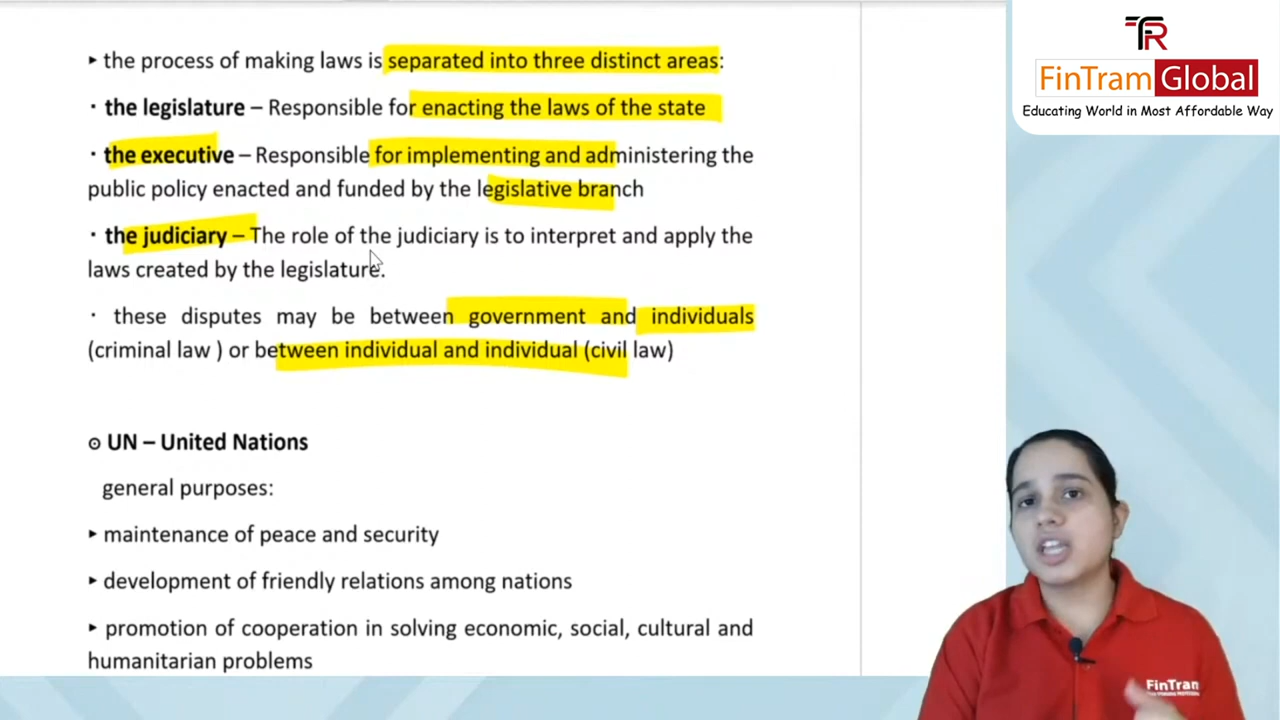 ▸ the process of making laws is separated into three distinct areas:
· the legislature – Responsible for enacting the laws of the state
· the executive – Responsible for implementing and administering the
public policy enacted and funded by the legislative branch
· the judiciary – The role of the judiciary is to interpret and apply the
laws created by the legislature.
· these disputes may be between government and individuals
(criminal law ) or between individual and individual (civil law)
⊙ UN – United Nations
general purposes:
▸ maintenance of peace and security
▸ development of friendly relations among nations
▸ promotion of cooperation in solving economic, social, cultural and
humanitarian problems
TR
FinTram Global
Educating World in Most Affordable Way
FinTran